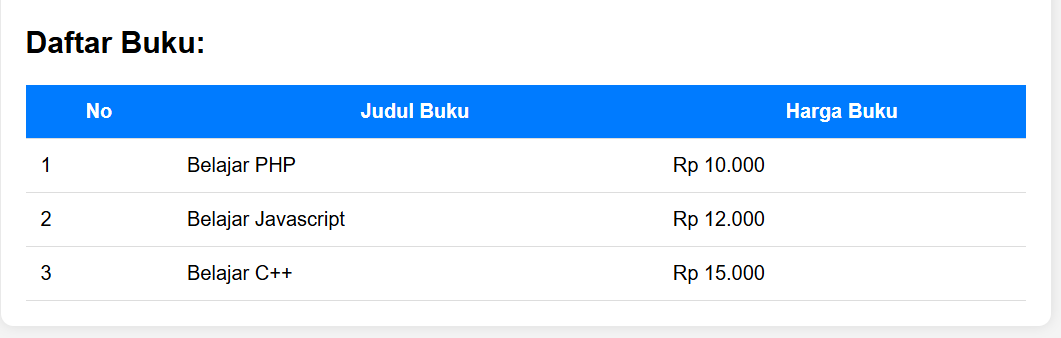 Daftar Buku:
No Judul Buku Harga Buku
1 Belajar PHP Rp 10.000
2 Belajar Javascript Rp 12.000
3 Belajar C++ Rp 15.000